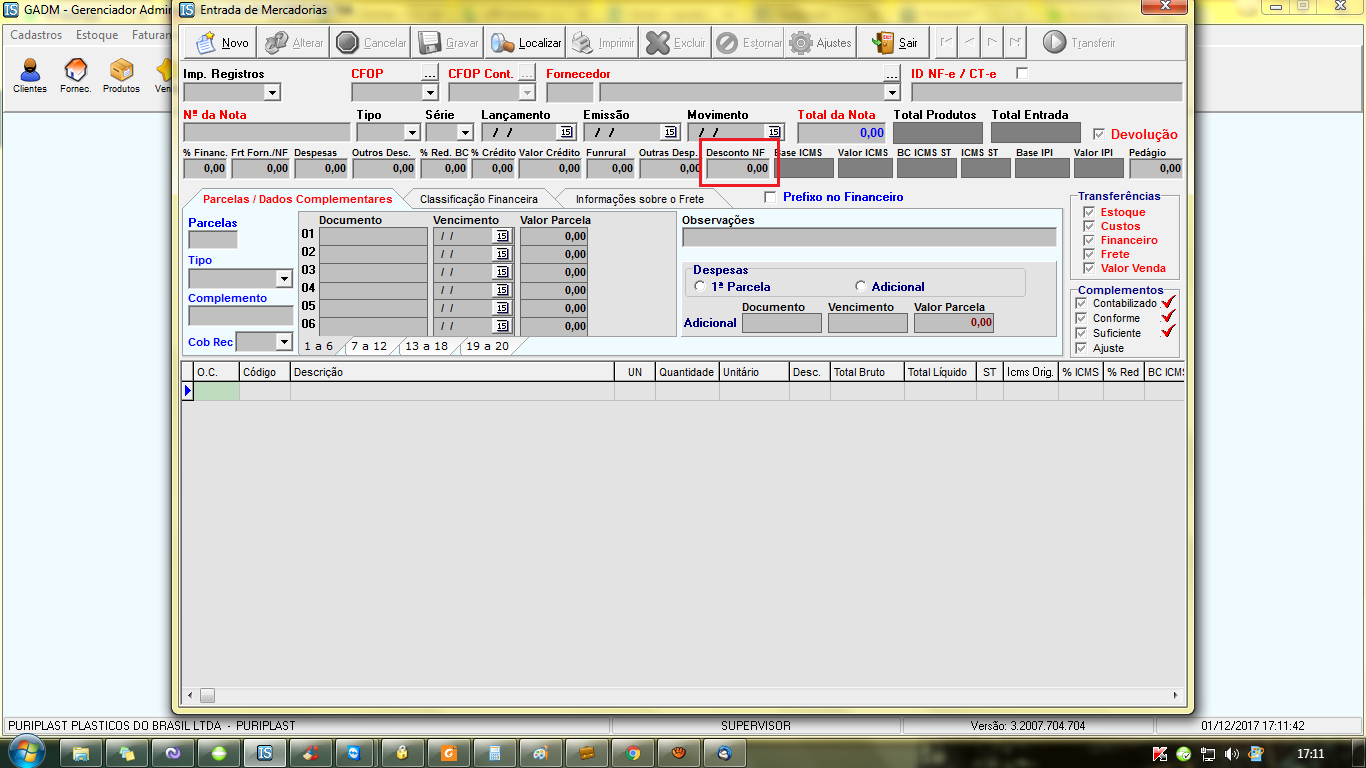 GADM - Gerenciador Admin
Entrada de Mercadorias
Cadastros Estoque Faturan
Novo Alterar Cancelar Gravar Localizar Imprimir Excluir Estornar Ajustes Sair Transferir
Clientes Fornec. Produtos Ven
Imp. Registros CFOP ... CFOP Cont. ... Fornecedor ... ID NF-e / CT-e
Nº da Nota Tipo Série Lançamento Emissão Movimento Total da Nota Total Produtos Total Entrada
/ / 15 / / 15 / / 15 0,00 Devolução
% Financ. Frt Forn./NF Despesas Outros Desc. % Red. BC % Crédito Valor Crédito Funrural Outras Desp. Desconto NF Base ICMS Valor ICMS BC ICMS ST ICMS ST Base IPI Valor IPI Pedágio
0,00 0,00 0,00 0,00 0,00 0,00 0,00 0,00 0,00 0,00 0,00
Parcelas / Dados Complementares Classificação Financeira Informações sobre o Frete Prefixo no Financeiro
Parcelas
Tipo
Complemento
Cob Rec
Documento Vencimento Valor Parcela
01 / / 15 0,00
02 / / 15 0,00
03 / / 15 0,00
04 / / 15 0,00
05 / / 15 0,00
06 / / 15 0,00
1 a 6 7 a 12 13 a 18 19 a 20
Observações
Despesas
1ª Parcela Adicional
Documento Vencimento Valor Parcela
Adicional 0,00
Transferências
Estoque
Custos
Financeiro
Frete
Valor Venda
Complementos
Contabilizado
Conforme
Suficiente
Ajuste
O.C. Código Descrição UN Quantidade Unitário Desc. Total Bruto Total Líquido ST Icms Orig. % ICMS % Red BC ICMS
PURIPLAST PLASTICOS DO BRASIL LTDA - PURIPLAST SUPERVISOR Versão: 3.2007.704.704 01/12/2017 17:11:42
17:11